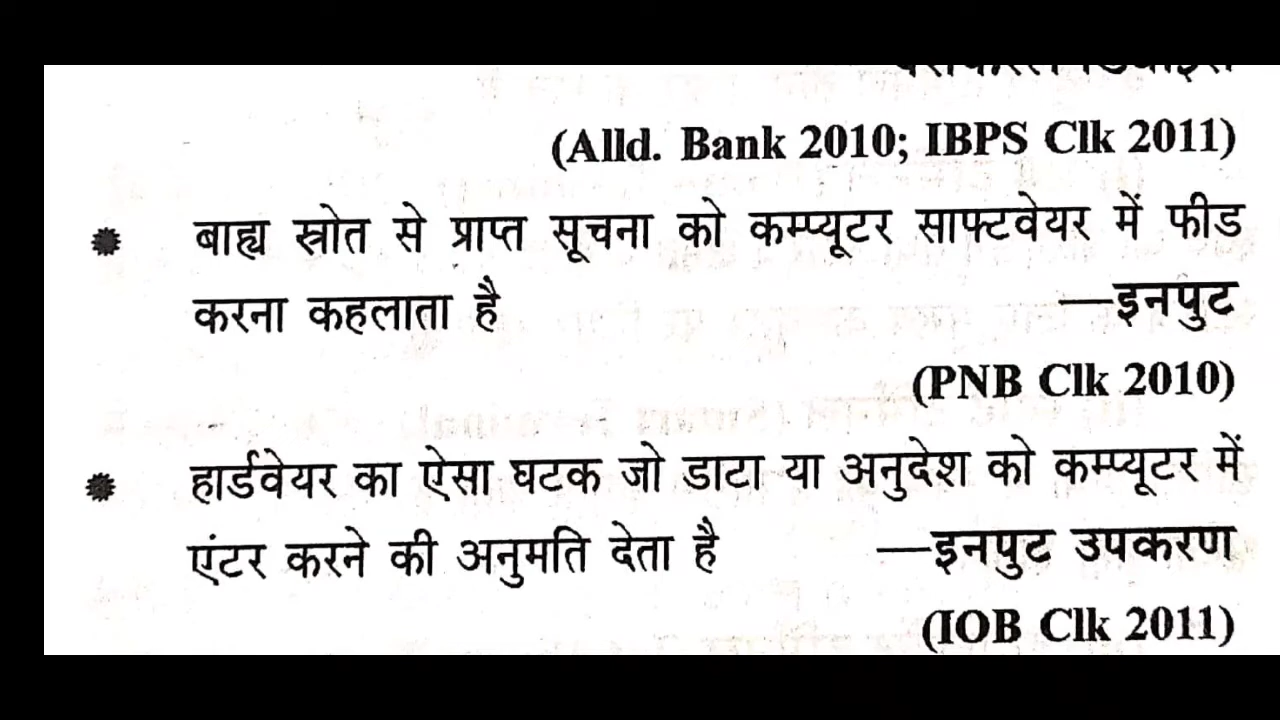 (Alld. Bank 2010; IBPS Clk 2011)
बाह्य स्रोत से प्राप्त सूचना को कम्प्यूटर साफ्टवेयर में फीड
करना कहलाता है —इनपुट
(PNB Clk 2010)
हार्डवेयर का ऐसा घटक जो डाटा या अनुदेश को कम्प्यूटर में
एंटर करने की अनुमति देता है —इनपुट उपकरण
(IOB Clk 2011)